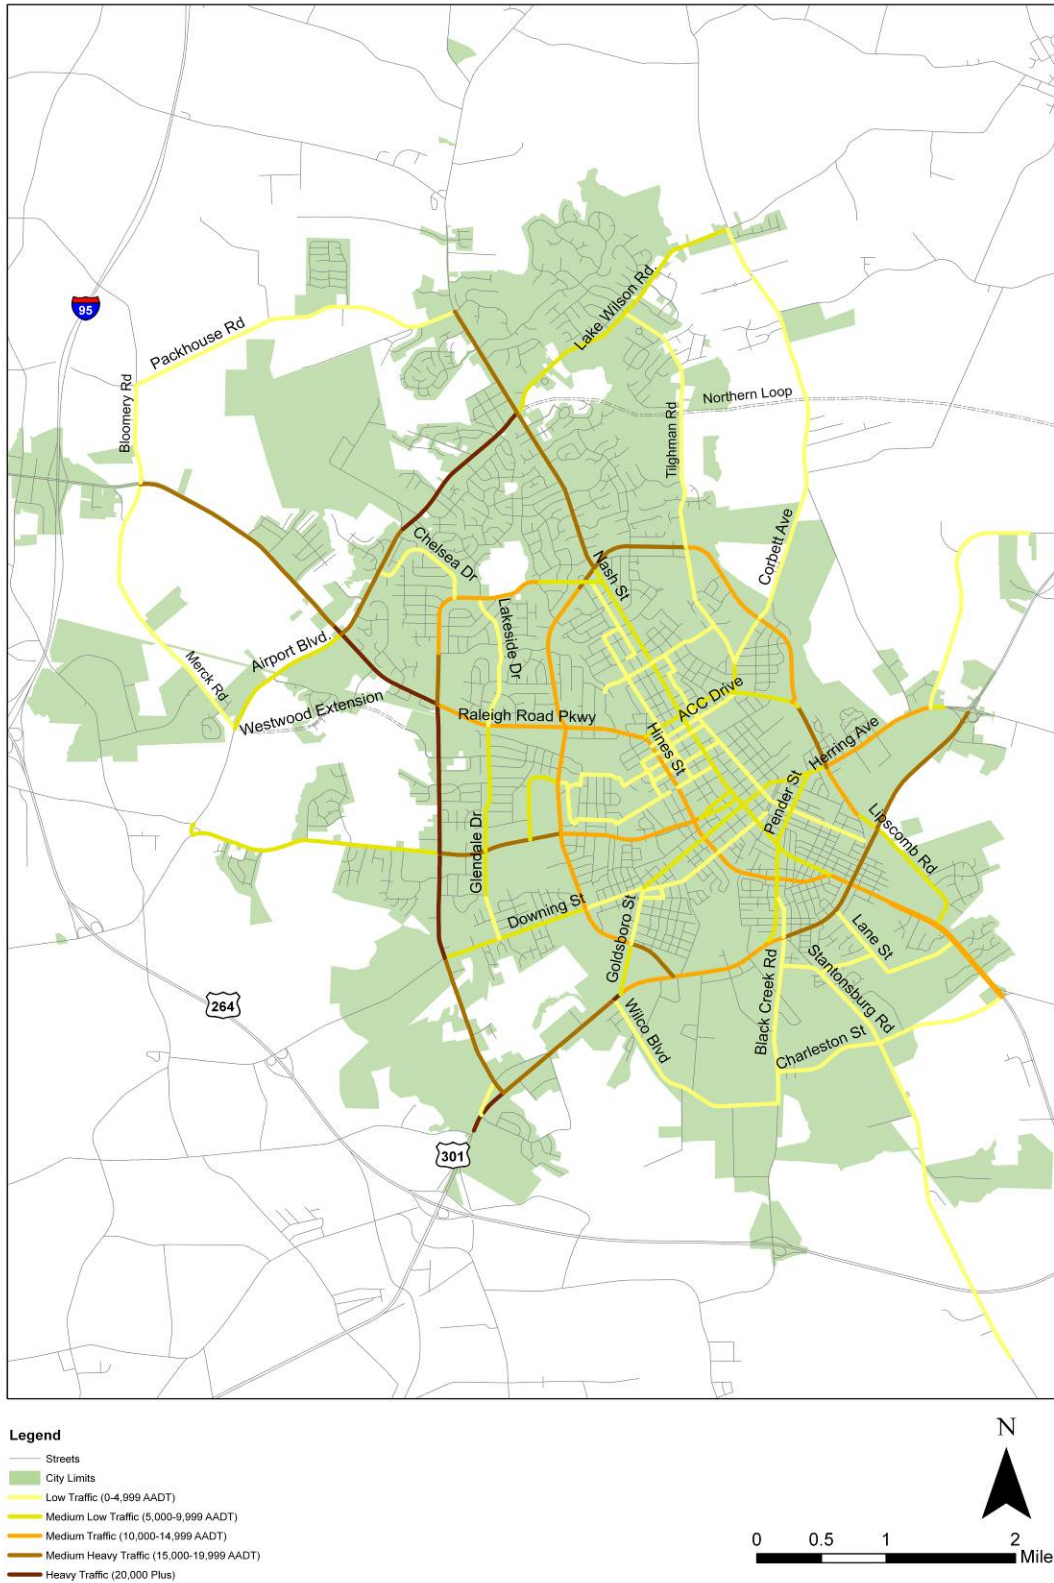 95
Packhouse Rd
Bloomery Rd
Lake Wilson Rd.
Northern Loop
Tilghman Rd
Corbett Ave
Chelsea Dr
Nash St
Lakeside Dr
Airport Blvd.
Merck Rd
Westwood Extension
Raleigh Road Pkwy
ACC Drive
Hines St
Herring Ave
Pender St
Lipscomb Rd
Glendale Dr
Downing St
Goldsboro St
Lane St
Stantonsburg Rd
Black Creek Rd
Wilco Blvd
Charleston St
264
301
Legend
Streets
City Limits
Low Traffic (0-4,999 AADT)
Medium Low Traffic (5,000-9,999 AADT)
Medium Traffic (10,000-14,999 AADT)
Medium Heavy Traffic (15,000-19,999 AADT)
Heavy Traffic (20,000 Plus)
N
0 0.5 1 2
Mile